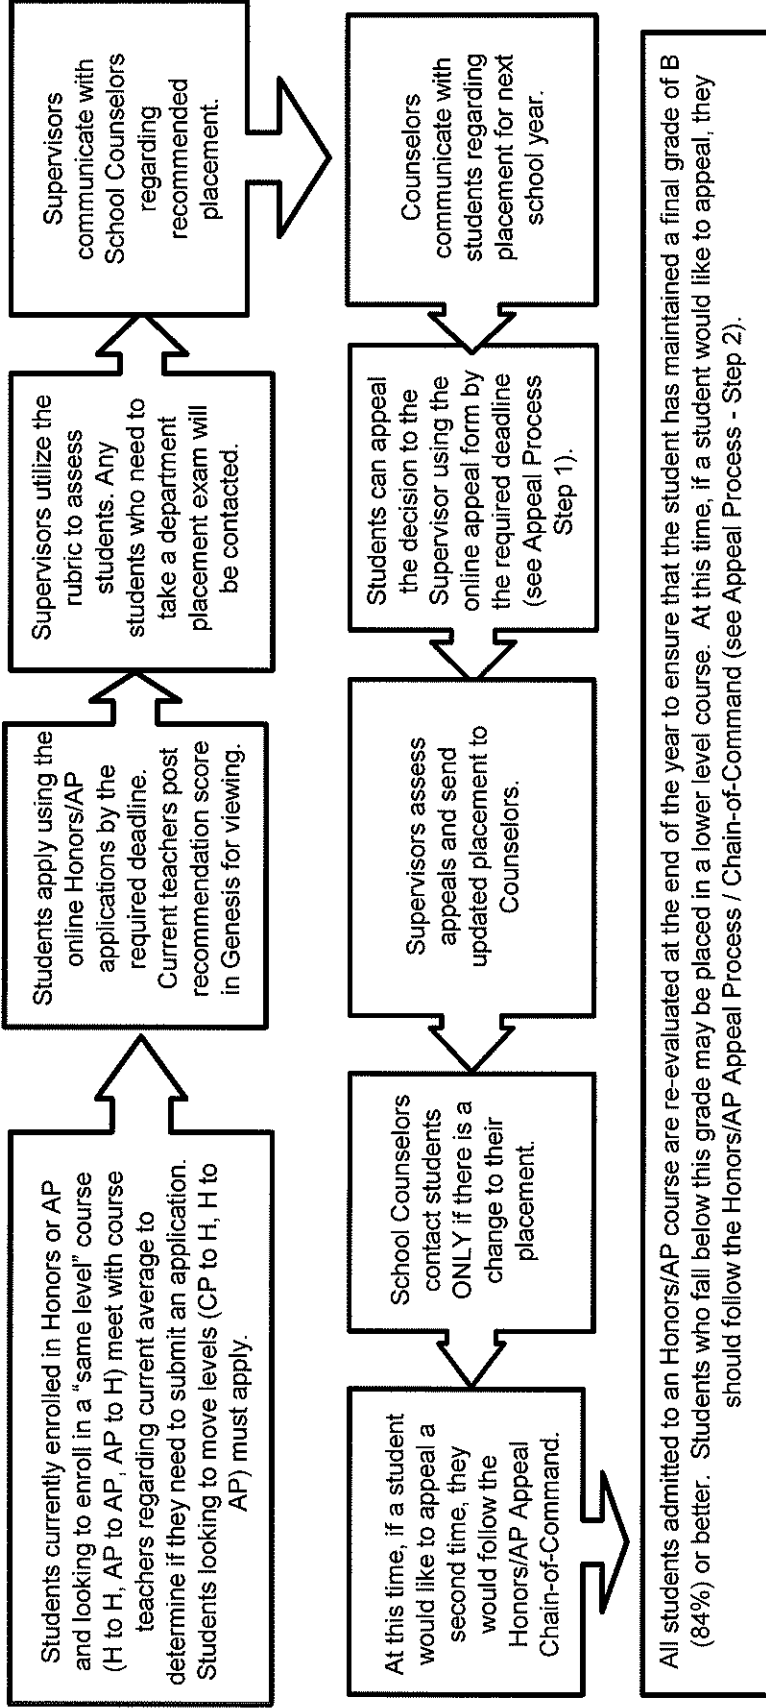 Students currently enrolled in Honors or AP
and looking to enroll in a “same level” course
(H to H, AP to AP, AP to H) meet with course
teachers regarding current average to
determine if they need to submit an application.
Students looking to move levels (CP to H, H to
AP) must apply.
Students apply using the
online Honors/AP
applications by the
required deadline.
Current teachers post
recommendation score
in Genesis for viewing.
Supervisors utilize the
rubric to assess
students. Any
students who need to
take a department
placement exam will
be contacted.
Supervisors
communicate with
School Counselors
regarding
recommended
placement.
Counselors
communicate with
students regarding
placement for next
school year.
Students can appeal
the decision to the
Supervisor using the
online appeal form by
the required deadline
(see Appeal Process
Step 1).
Supervisors assess
appeals and send
updated placement to
Counselors.
School Counselors
contact students
ONLY if there is a
change to their
placement.
At this time, if a student
would like to appeal a
second time, they
would follow the
Honors/AP Appeal
Chain-of-Command.
All students admitted to an Honors/AP course are re-evaluated at the end of the year to ensure that the student has maintained a final grade of B
(84%) or better. Students who fall below this grade may be placed in a lower level course. At this time, if a student would like to appeal, they
should follow the Honors/AP Appeal Process / Chain-of-Command (see Appeal Process - Step 2).